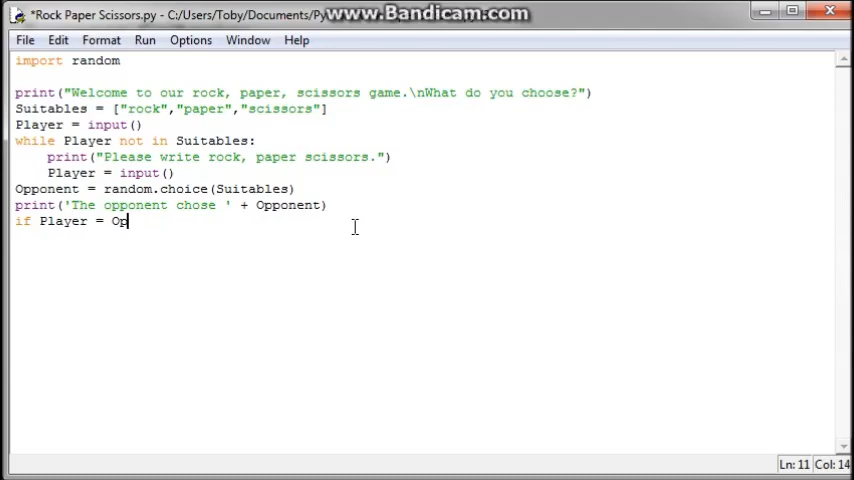 *Rock Paper Scissors.py - C:/Users/Toby/Documents/Py
www.Bandicam.com
File Edit Format Run Options Window Help
import random
print("Welcome to our rock, paper, scissors game.\nWhat do you choose?")
Suitables = ["rock","paper","scissors"]
Player = input()
while Player not in Suitables:
    print("Please write rock, paper scissors.")
    Player = input()
Opponent = random.choice(Suitables)
print('The opponent chose ' + Opponent)
if Player = Op
Ln: 11 Col: 14